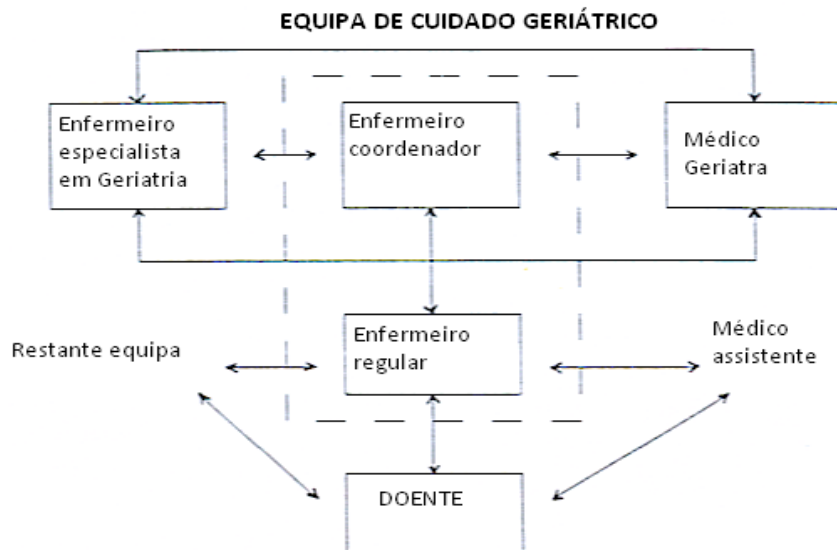 EQUIPA DE CUIDADO GERIÁTRICO
Enfermeiro
especialista
em Geriatria
Enfermeiro
coordenador
Médico
Geriatra
Restante equipa
Enfermeiro
regular
Médico
assistente
DOENTE